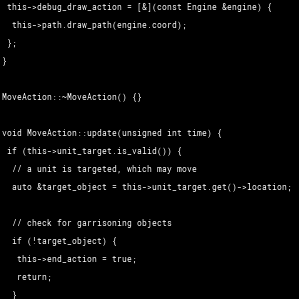 this->debug_draw_action = [&](const Engine &engine) {
this->path.draw_path(engine.coord);
};
}
MoveAction::~MoveAction() {}
void MoveAction::update(unsigned int time) {
if (this->unit_target.is_valid()) {
// a unit is targeted, which may move
auto &target_object = this->unit_target.get()->location;
// check for garrisoning objects
if (!target_object) {
this->end_action = true;
return;
}